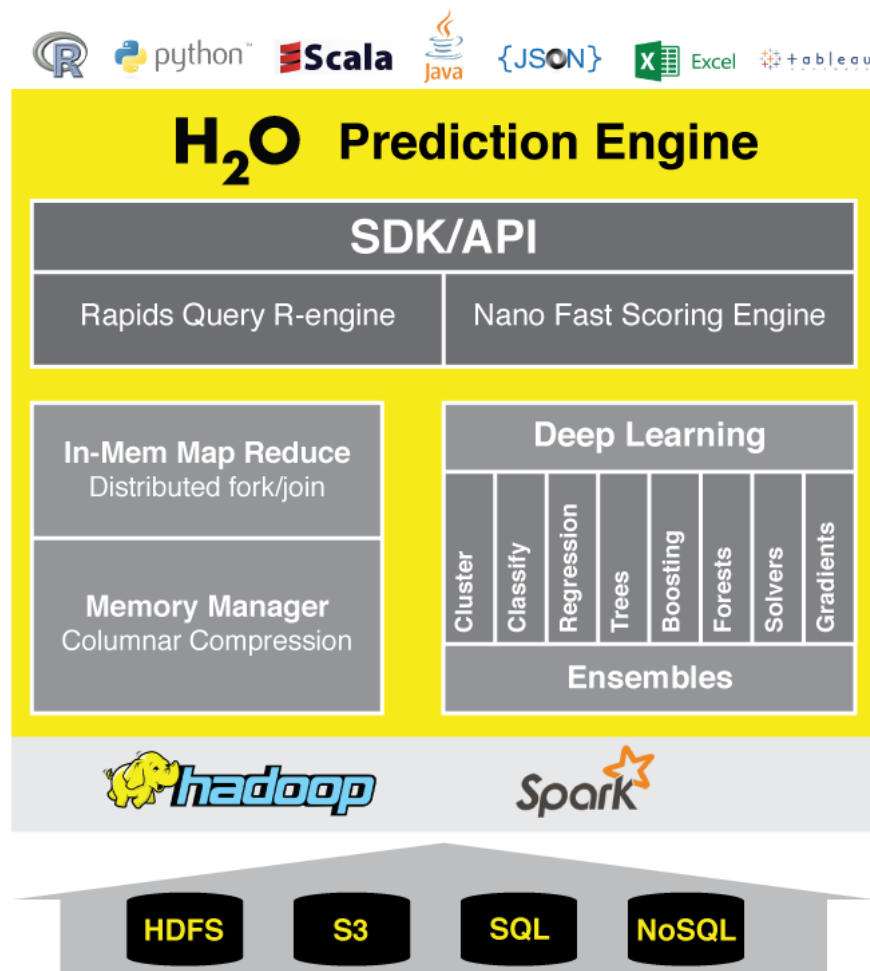 R
python™
Scala
Java
{JSON}
X Excel
tableau
H₂O Prediction Engine
SDK/API
Rapids Query R-engine
Nano Fast Scoring Engine
In-Mem Map Reduce
Distributed fork/join
Memory Manager
Columnar Compression
Deep Learning
Cluster
Classify
Regression
Trees
Boosting
Forests
Solvers
Gradients
Ensembles
hadoop
Spark
HDFS
S3
SQL
NoSQL